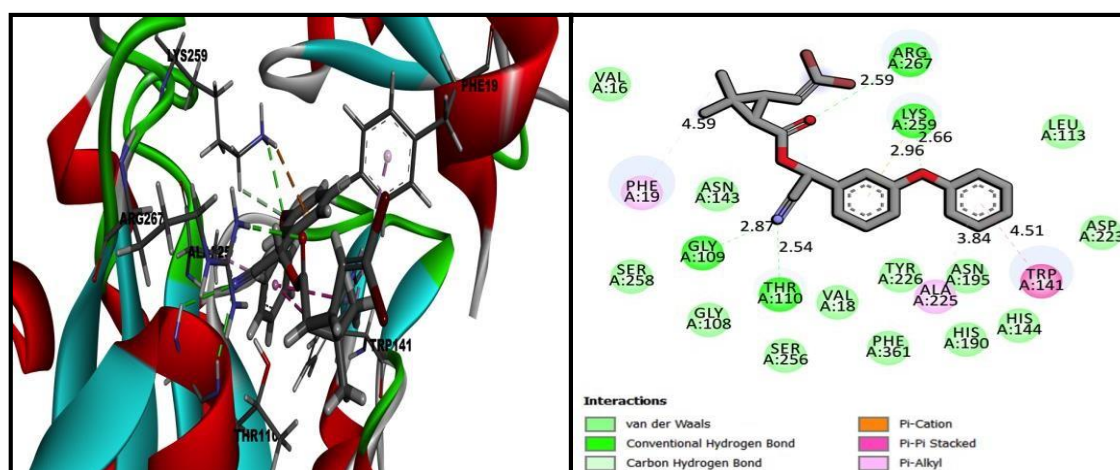 LYS259
PHE19
ARG267
TRP141
VAL
A:16
ARG
A:267
2.59
4.59
LYS
A:259
2.66
LEU
A:113
2.96
PHE
A:19
ASN
A:143
2.87
2.54
3.84
4.51
ASP
A:223
GLY
A:109
SER
A:258
THR
A:110
TYR
A:226
ASN
A:195
TRP
A:141
VAL
A:18
ALA
A:225
GLY
A:108
HIS
A:144
SER
A:256
PHE
A:361
HIS
A:190
Interactions
van der Waals
Conventional Hydrogen Bond
Carbon Hydrogen Bond
Pi-Cation
Pi-Pi Stacked
Pi-Alkyl